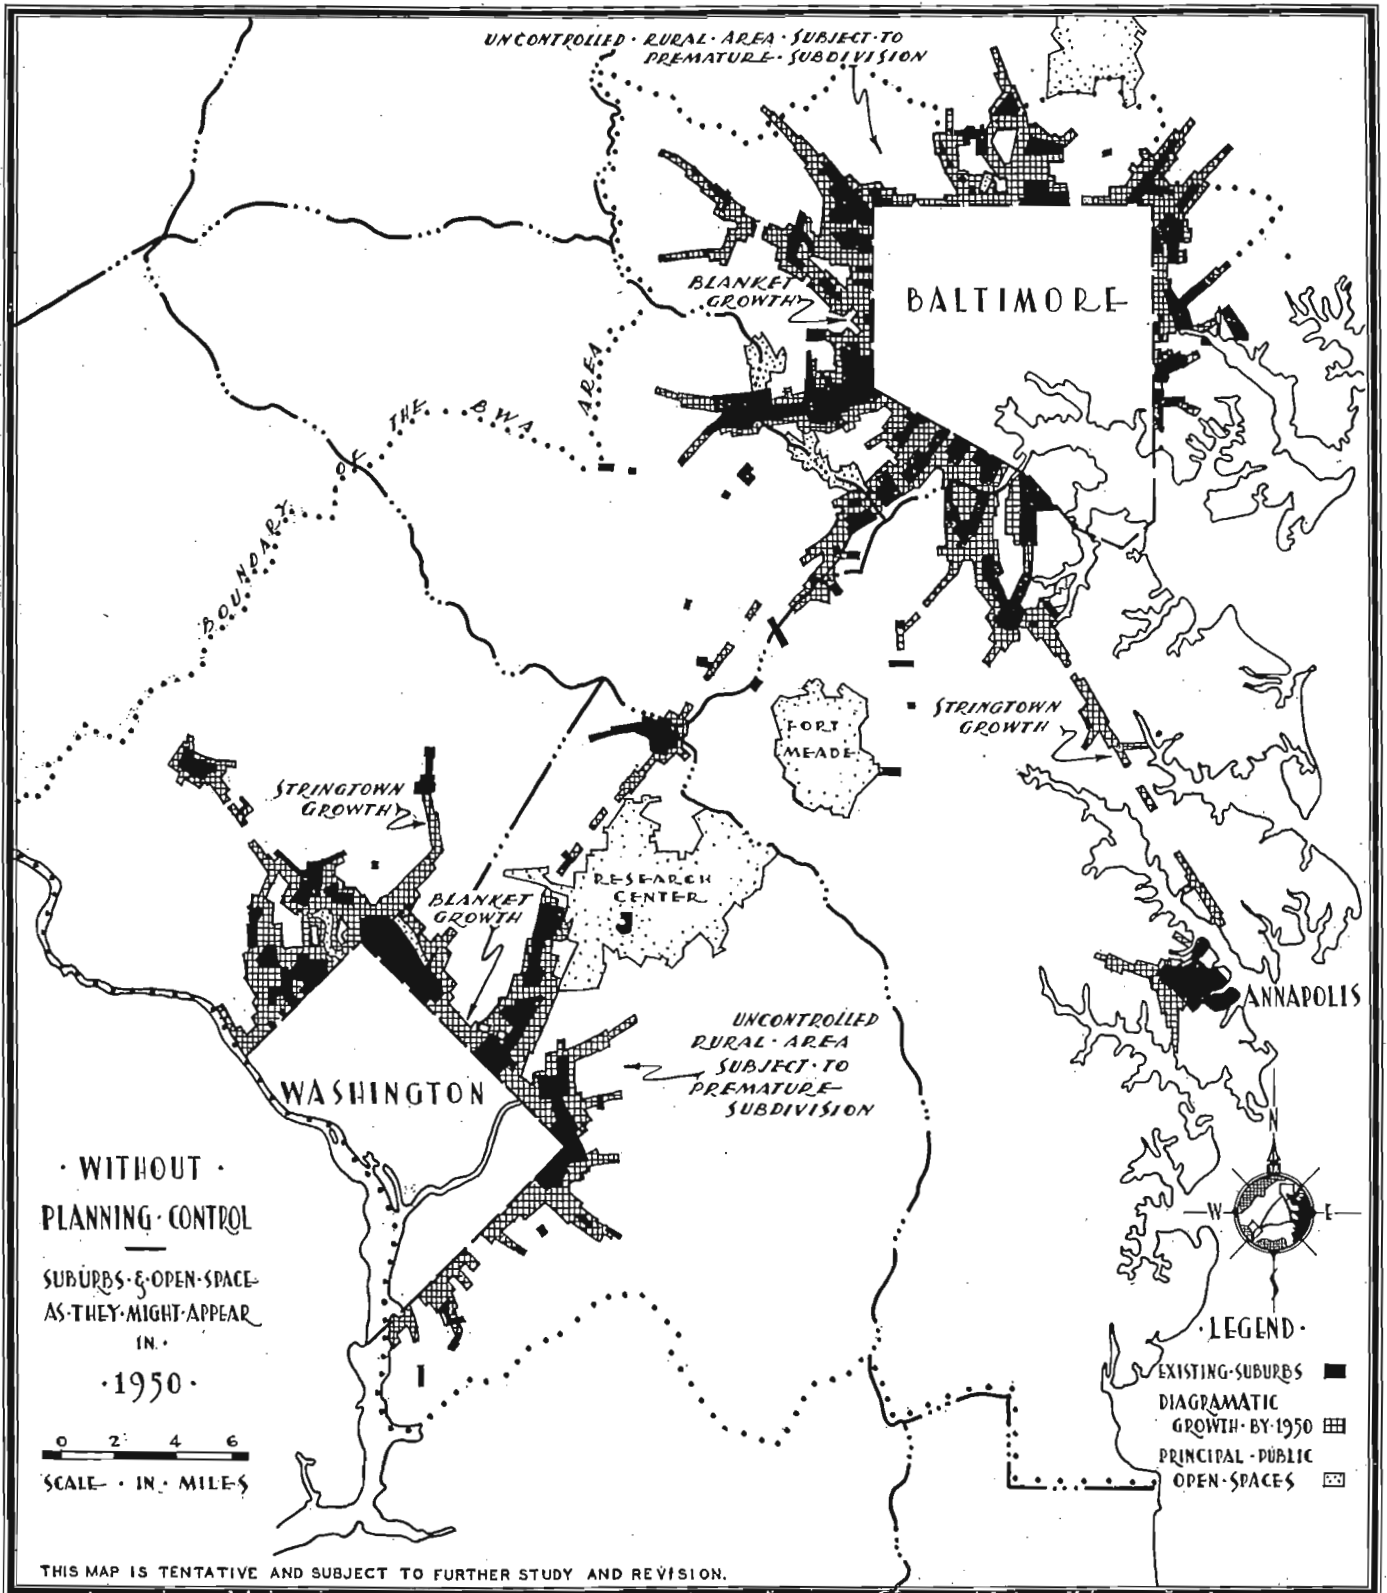 UNCONTROLLED · RURAL · AREA · SUBJECT · TO
PREMATURE · SUBDIVISION
BLANKET
GROWTH
BALTIMORE
BOUNDARY OF THE B·W·A AREA
STRINGTOWN
GROWTH
FORT
MEADE
STRINGTOWN
GROWTH
BLANKET
GROWTH
RESEARCH
CENTER
ANNAPOLIS
UNCONTROLLED
RURAL · AREA
SUBJECT · TO
PREMATURE
SUBDIVISION
WASHINGTON
· WITHOUT ·
PLANNING · CONTROL
SUBURBS · & · OPEN · SPACE
AS · THEY · MIGHT · APPEAR
IN ·
· 1950 ·
0 2 4 6
SCALE · IN · MILES
N
W E
· LEGEND ·
EXISTING · SUBURBS
DIAGRAMATIC
GROWTH · BY · 1950
PRINCIPAL · PUBLIC
OPEN · SPACES
THIS MAP IS TENTATIVE AND SUBJECT TO FURTHER STUDY AND REVISION.